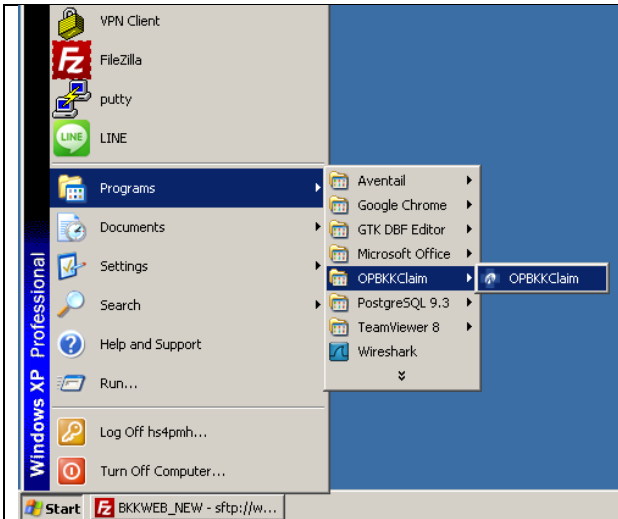 VPN Client
FileZilla
putty
LINE
LINE
Programs
Documents
Settings
Search
Help and Support
Run...
Log Off hs4pmh...
Turn Off Computer...
Windows XP Professional
Aventail
Google Chrome
GTK DBF Editor
Microsoft Office
OPBKKClaim
PostgreSQL 9.3
TeamViewer 8
Wireshark
OPBKKClaim
Start
BKKWEB_NEW - sftp://w...